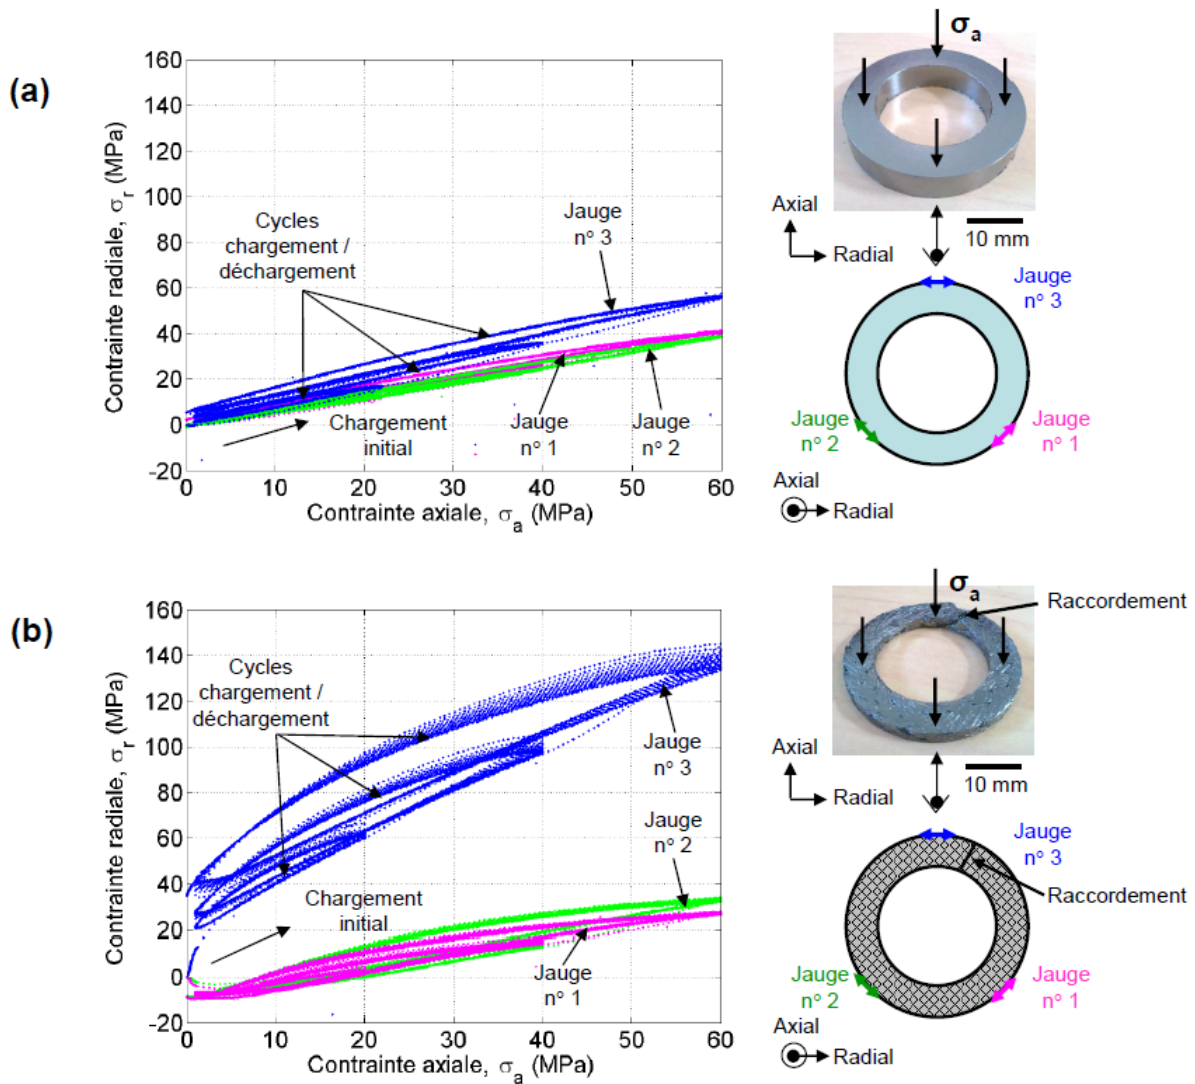 (a)
160
140
120
100
80
60
40
20
0
-20
0
10
20
30
40
50
60
Contrainte radiale, σr (MPa)
Contrainte axiale, σa (MPa)
Cycles
chargement /
déchargement
Jauge
n° 3
Chargement
initial
Jauge
n° 1
Jauge
n° 2
σa
Axial
Radial
10 mm
Jauge
n° 3
Jauge
n° 2
Jauge
n° 1
Axial
Radial
(b)
160
140
120
100
80
60
40
20
0
-20
0
10
20
30
40
50
60
Contrainte radiale, σr (MPa)
Contrainte axiale, σa (MPa)
Cycles
chargement /
déchargement
Jauge
n° 3
Jauge
n° 2
Chargement
initial
Jauge
n° 1
σa
Raccordement
Axial
Radial
10 mm
Jauge
n° 3
Raccordement
Jauge
n° 2
Jauge
n° 1
Axial
Radial